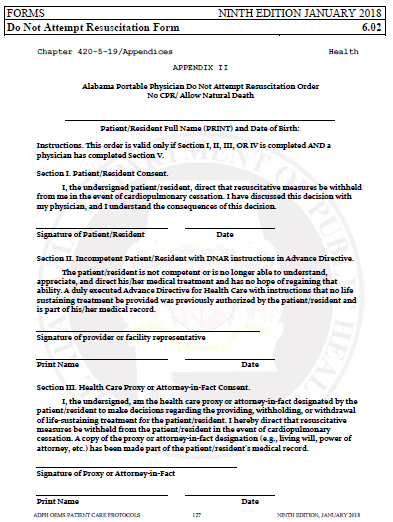 FORMS NINTH EDITION JANUARY 2018
Do Not Attempt Resuscitation Form 6.02
Chapter 420-5-19/Appendices Health
APPENDIX II
Alabama Portable Physician Do Not Attempt Resuscitation Order
No CPR/ Allow Natural Death
Patient/Resident Full Name (PRINT) and Date of Birth:
Instructions. This order is valid only if Section I, II, III, OR IV is completed AND a
physician has completed Section V.
Section I. Patient/Resident Consent.
I, the undersigned patient/resident, direct that resuscitative measures be withheld
from me in the event of cardiopulmonary cessation. I have discussed this decision with
my physician, and I understand the consequences of this decision.
Signature of Patient/Resident Date
Section II. Incompetent Patient/Resident with DNAR instructions in Advance Directive.
The patient/resident is not competent or is no longer able to understand,
appreciate, and direct his/her medical treatment and has no hope of regaining that
ability. A duly executed Advance Directive for Health Care with instructions that no life
sustaining treatment be provided was previously authorized by the patient/resident and
is part of his/her medical record.
Signature of provider or facility representative
Print Name Date
Section III. Health Care Proxy or Attorney-in-Fact Consent.
I, the undersigned, am the health care proxy or attorney-in-fact designated by the
patient/resident to make decisions regarding the providing, withholding, or withdrawal
of life-sustaining treatment for the patient/resident. I hereby direct that resuscitative
measures be withheld from the patient/resident in the event of cardiopulmonary
cessation. A copy of the proxy or attorney-in-fact designation (e.g., living will, power of
attorney, etc.) has been made part of the patient/resident's medical record.
Signature of Proxy or Attorney-in-Fact
Print Name Date
ADPH OEMS PATIENT CARE PROTOCOLS 127 NINTH EDITION, JANUARY 2018